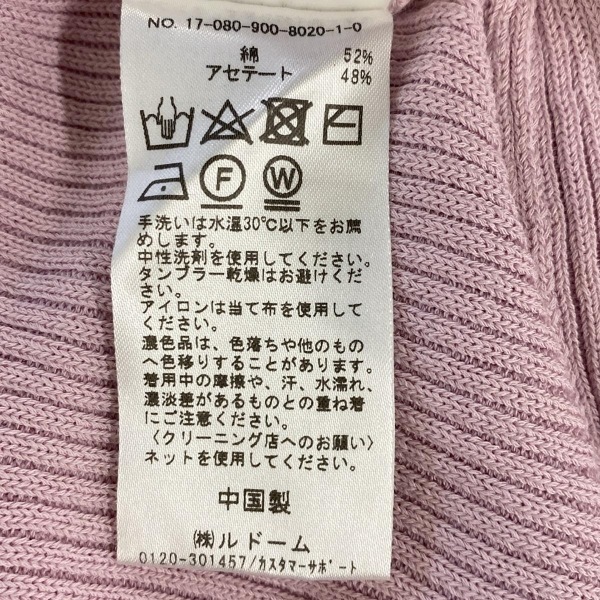 NO. 17-080-900-8020-1-0
綿 52%
アセテート 48%
F W
手洗いは水温30℃以下をお薦
めします。
中性洗剤を使用してください。
タンブラー乾燥はお避けくださ
い。
アイロンは当て布を使用して
ください。
濃色品は、色落ちや他のもの
へ色移りすることがあります。
着用中の摩擦や、汗、水濡れ、
濃淡差があるものとの重ね着
にご注意ください。
〈クリーニング店へのお願い〉
ネットを使用してください。
中国製
㈱ルドーム
0120-301457/カスタマーサポート